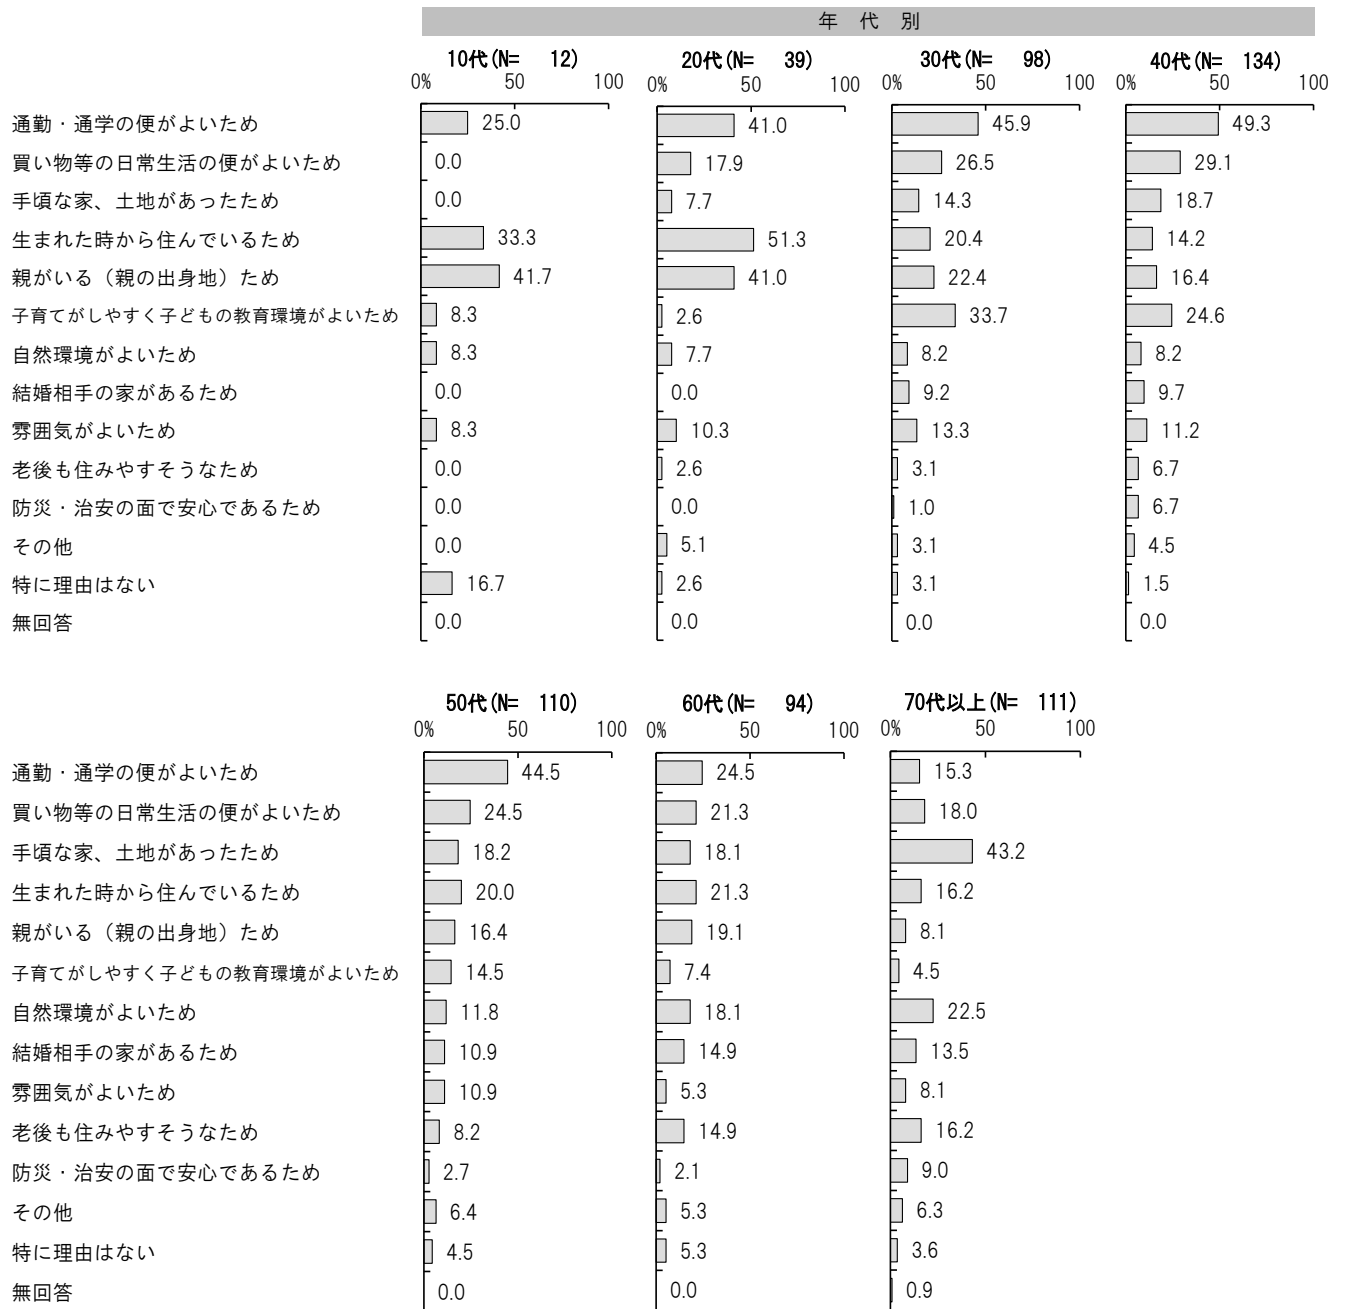 年 代 別
10代(N= 12) 20代(N= 39) 30代(N= 98) 40代(N= 134)
0% 50 100 0% 50 100 0% 50 100 0% 50 100
通勤・通学の便がよいため 25.0 41.0 45.9 49.3
買い物等の日常生活の便がよいため 0.0 17.9 26.5 29.1
手頃な家、土地があったため 0.0 7.7 14.3 18.7
生まれた時から住んでいるため 33.3 51.3 20.4 14.2
親がいる（親の出身地）ため 41.7 41.0 22.4 16.4
子育てがしやすく子どもの教育環境がよいため 8.3 2.6 33.7 24.6
自然環境がよいため 8.3 7.7 8.2 8.2
結婚相手の家があるため 0.0 0.0 9.2 9.7
雰囲気がよいため 8.3 10.3 13.3 11.2
老後も住みやすそうなため 0.0 2.6 3.1 6.7
防災・治安の面で安心であるため 0.0 0.0 1.0 6.7
その他 0.0 5.1 3.1 4.5
特に理由はない 16.7 2.6 3.1 1.5
無回答 0.0 0.0 0.0 0.0
50代(N= 110) 60代(N= 94) 70代以上(N= 111)
0% 50 100 0% 50 100 0% 50 100
通勤・通学の便がよいため 44.5 24.5 15.3
買い物等の日常生活の便がよいため 24.5 21.3 18.0
手頃な家、土地があったため 18.2 18.1 43.2
生まれた時から住んでいるため 20.0 21.3 16.2
親がいる（親の出身地）ため 16.4 19.1 8.1
子育てがしやすく子どもの教育環境がよいため 14.5 7.4 4.5
自然環境がよいため 11.8 18.1 22.5
結婚相手の家があるため 10.9 14.9 13.5
雰囲気がよいため 10.9 5.3 8.1
老後も住みやすそうなため 8.2 14.9 16.2
防災・治安の面で安心であるため 2.7 2.1 9.0
その他 6.4 5.3 6.3
特に理由はない 4.5 5.3 3.6
無回答 0.0 0.0 0.9